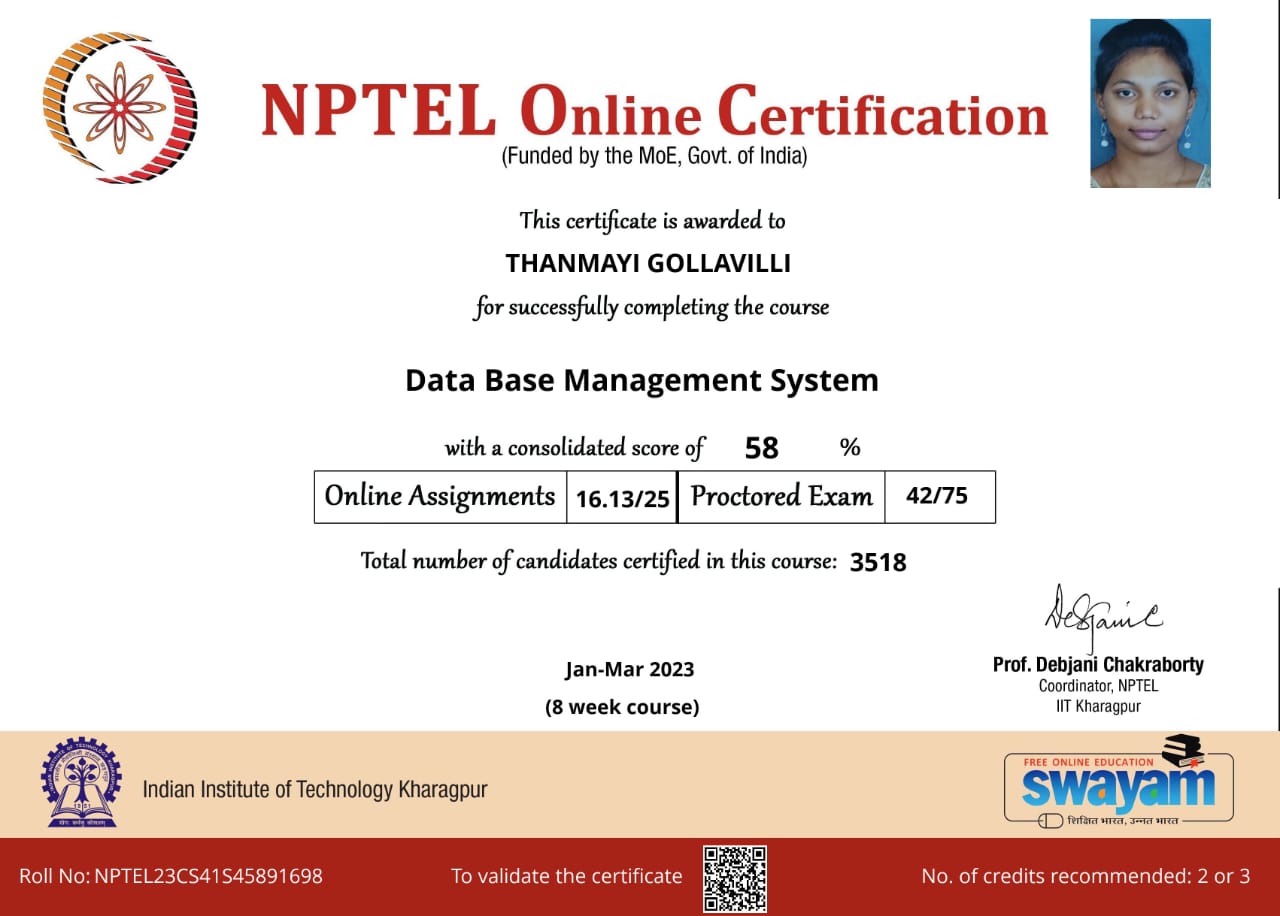 NPTEL Online Certification
(Funded by the MoE, Govt. of India)
This certificate is awarded to
THANMAYI GOLLAVILLI
for successfully completing the course
Data Base Management System
with a consolidated score of 58 %
Online Assignments 16.13/25 Proctored Exam 42/75
Total number of candidates certified in this course: 3518
Jan-Mar 2023
(8 week course)
Prof. Debjani Chakraborty
Coordinator, NPTEL
IIT Kharagpur
Indian Institute of Technology Kharagpur
FREE ONLINE EDUCATION
swayam
शिक्षित भारत, उन्नत भारत
Roll No: NPTEL23CS41S45891698
To validate the certificate
No. of credits recommended: 2 or 3